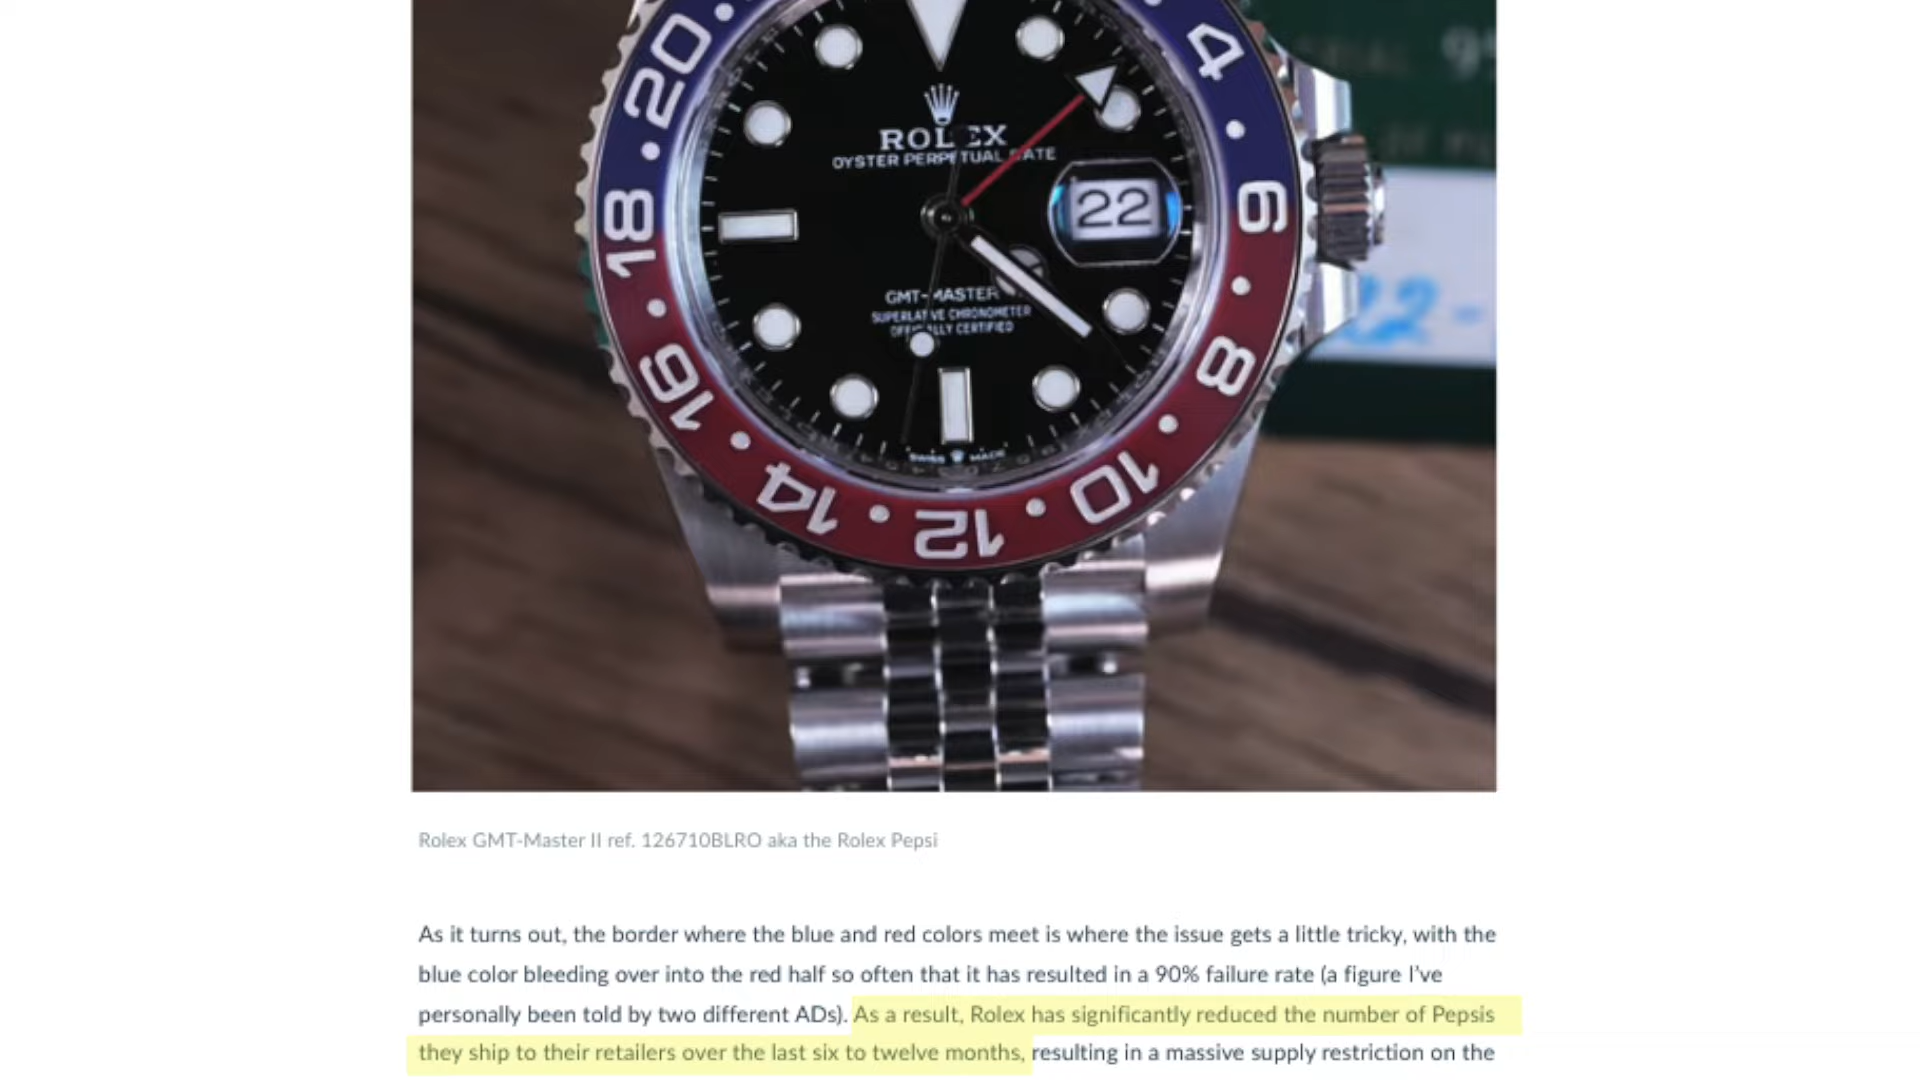 20
4
ROLEX
OYSTER PERPETUAL DATE
18
22
6
GMT-MASTER
SUPERLATIVE CHRONOMETER
OFFICIALLY CERTIFIED
22-
16
8
SWISS MADE
14
10
12
Rolex GMT-Master II ref. 126710BLRO aka the Rolex Pepsi
As it turns out, the border where the blue and red colors meet is where the issue gets a little tricky, with the
blue color bleeding over into the red half so often that it has resulted in a 90% failure rate (a figure I've
personally been told by two different ADs). As a result, Rolex has significantly reduced the number of Pepsis
they ship to their retailers over the last six to twelve months, resulting in a massive supply restriction on the